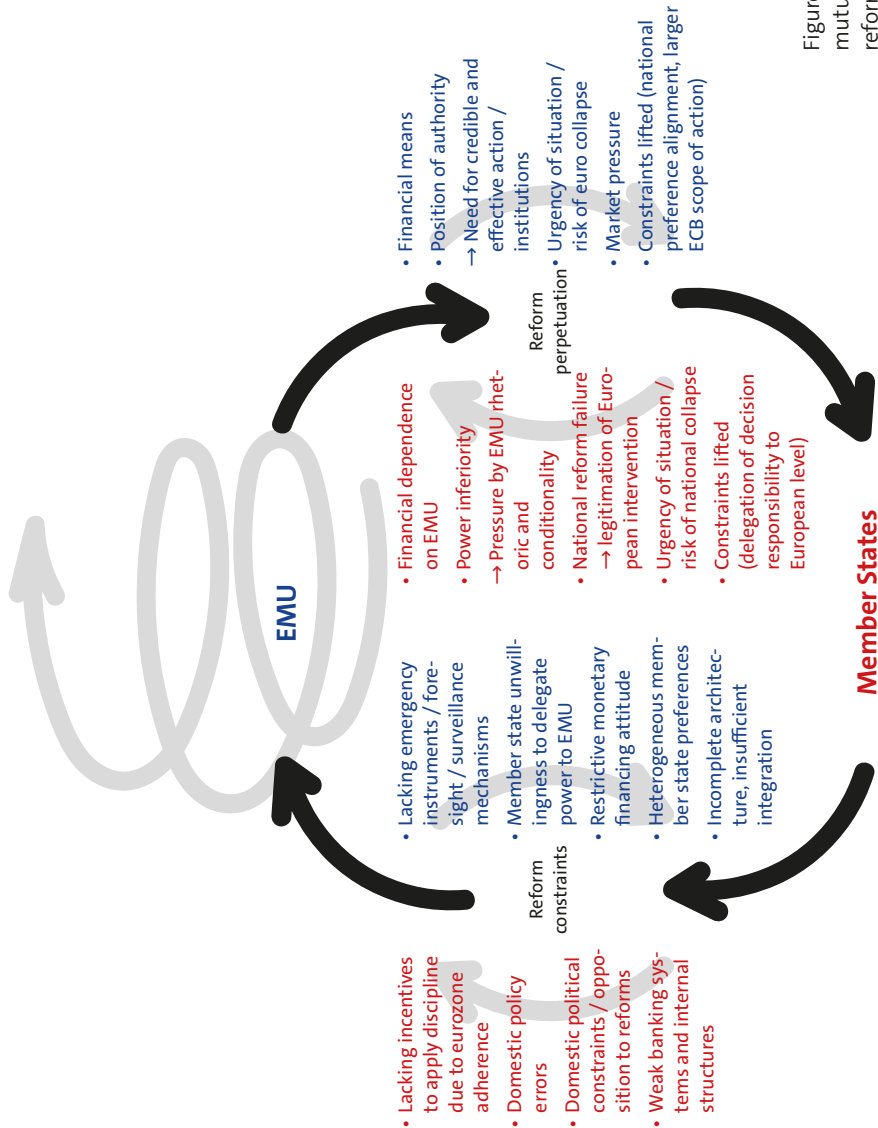 EMU
• Lacking incentives
to apply discipline
due to eurozone
adherence
• Domestic policy
errors
• Domestic political
constraints / oppo-
sition to reforms
• Weak banking sys-
tems and internal
structures
Reform
constraints
• Lacking emergency
instruments / fore-
sight / surveillance
mechanisms
• Member state unwill-
ingness to delegate
power to EMU
• Restrictive monetary
financing attitude
• Heterogeneous mem-
ber state preferences
• Incomplete architec-
ture, insufficient
integration
• Financial dependence
on EMU
• Power inferiority
→ Pressure by EMU rhet-
oric and
conditionality
• National reform failure
→ legitimation of Euro-
pean intervention
• Urgency of situation /
risk of national collapse
• Constraints lifted
(delegation of decision
responsibility to
European level)
Reform
perpetuation
• Financial means
• Position of authority
→ Need for credible and
effective action /
institutions
• Urgency of situation /
risk of euro collapse
• Market pressure
• Constraints lifted (national
preference alignment, larger
ECB scope of action)
Member States
Figure
mutu
reform